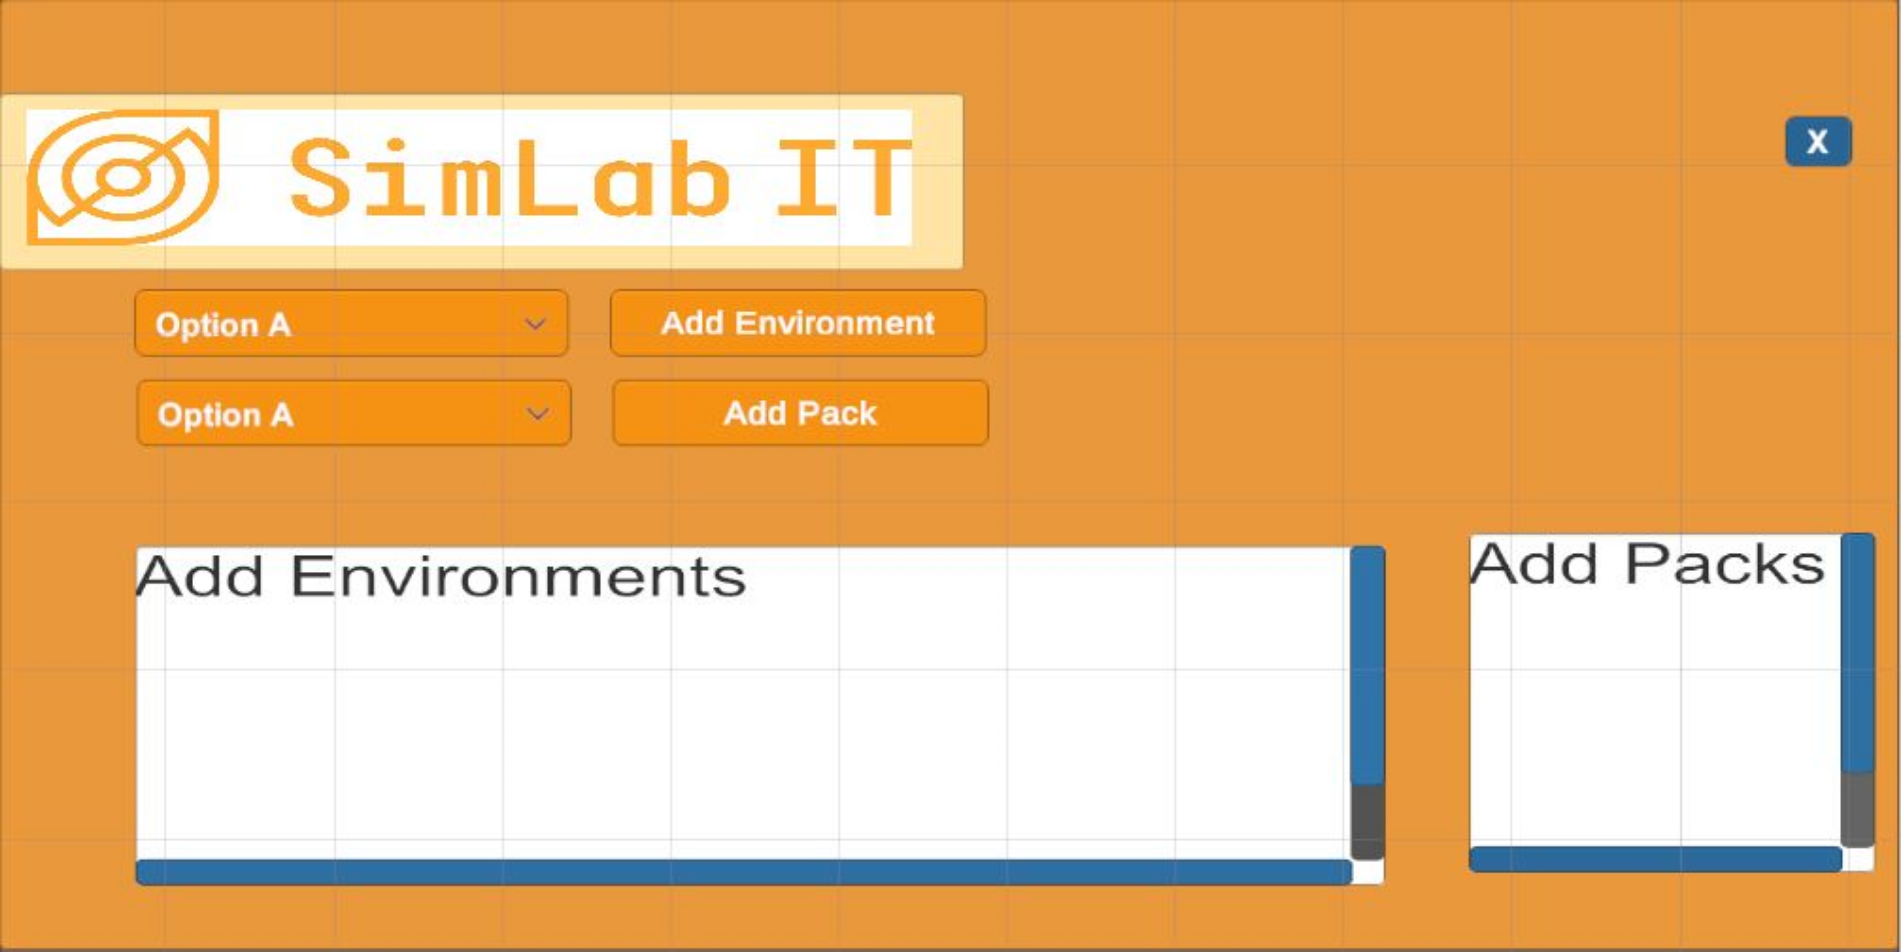 SimLab IT
X
Option A
Add Environment
Option A
Add Pack
Add Environments
Add Packs